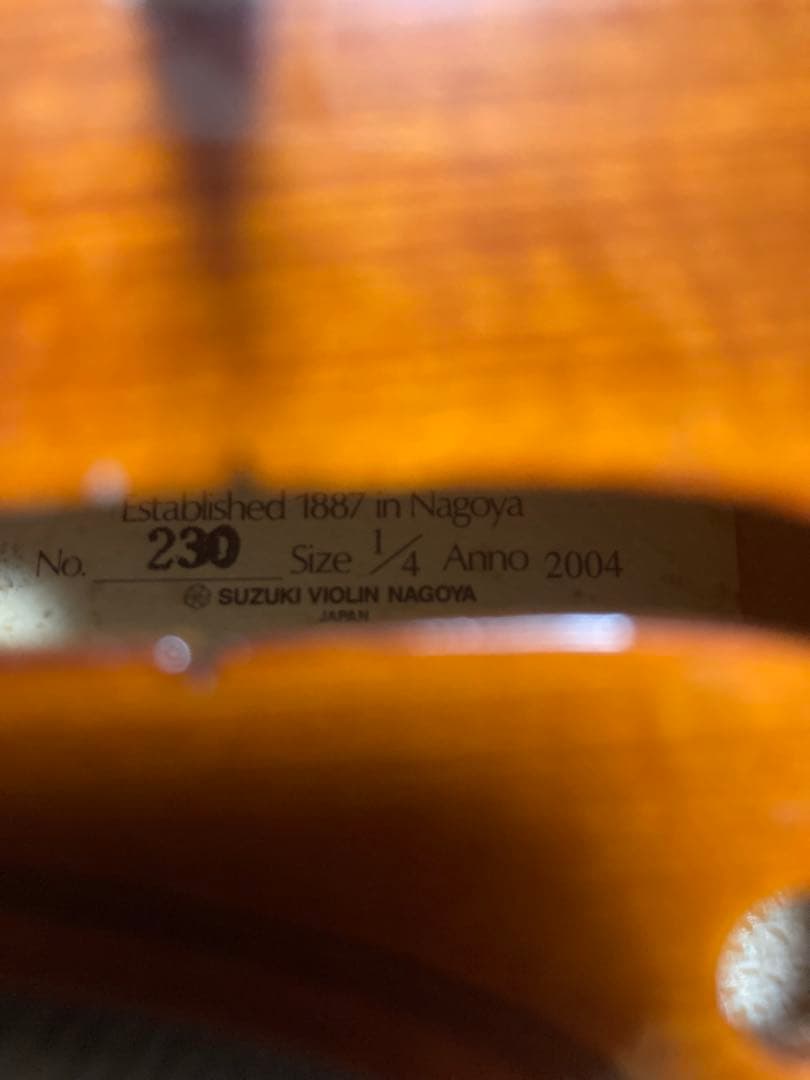 Established 1887 in Nagoya
No. 230 Size 1/4 Anno 2004
SUZUKI VIOLIN NAGOYA
JAPAN